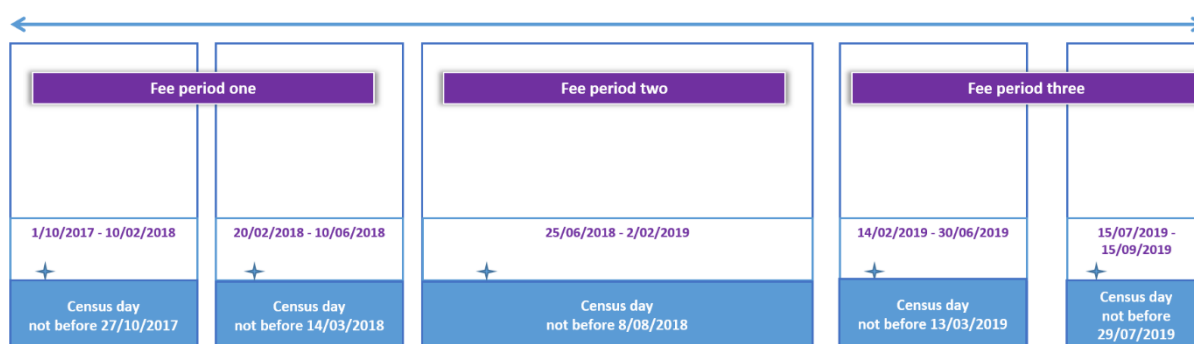 Fee period one
Fee period two
Fee period three
1/10/2017 - 10/02/2018
20/02/2018 - 10/06/2018
25/06/2018 - 2/02/2019
14/02/2019 - 30/06/2019
15/07/2019 -
15/09/2019
Census day
not before 27/10/2017
Census day
not before 14/03/2018
Census day
not before 8/08/2018
Census day
not before 13/03/2019
Census day
not before
29/07/2019